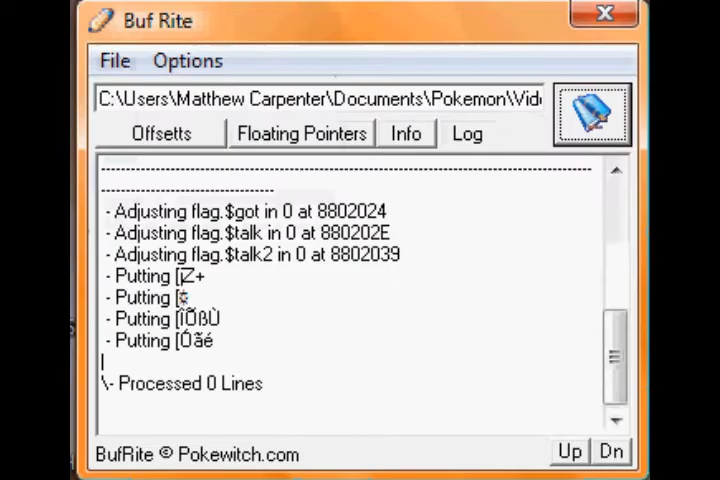 Buf Rite
File Options
C:\Users\Matthew Carpenter\Documents\Pokemon\Vid
Offsetts Floating Pointers Info Log
- Adjusting flag.$got in 0 at 8802024
- Adjusting flag.$talk in 0 at 880202E
- Adjusting flag.$talk2 in 0 at 8802039
- Putting [¡Z+
- Putting [
- Putting [ÎÕßÙ
- Putting [Óãé
\- Processed 0 Lines
BufRite © Pokewitch.com Up Dn